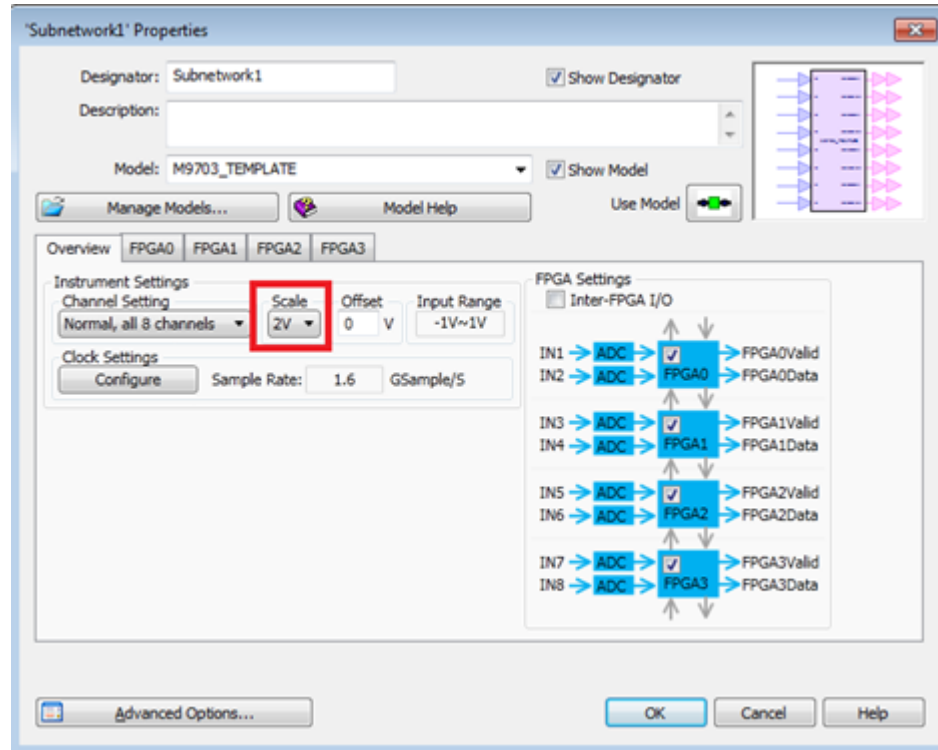 'Subnetwork1' Properties
Designator: Subnetwork1
Show Designator
Description:
Model: M9703_TEMPLATE
Show Model
Manage Models...
Model Help
Use Model
Overview FPGA0 FPGA1 FPGA2 FPGA3
Instrument Settings
Channel Setting Scale Offset Input Range
Normal, all 8 channels 2V 0 V -1V~1V
Clock Settings
Configure Sample Rate: 1.6 GSample/S
FPGA Settings
Inter-FPGA I/O
IN1 ADC FPGA0Valid
IN2 ADC FPGA0 FPGA0Data
IN3 ADC FPGA1Valid
IN4 ADC FPGA1 FPGA1Data
IN5 ADC FPGA2Valid
IN6 ADC FPGA2 FPGA2Data
IN7 ADC FPGA3Valid
IN8 ADC FPGA3 FPGA3Data
Advanced Options...
OK Cancel Help